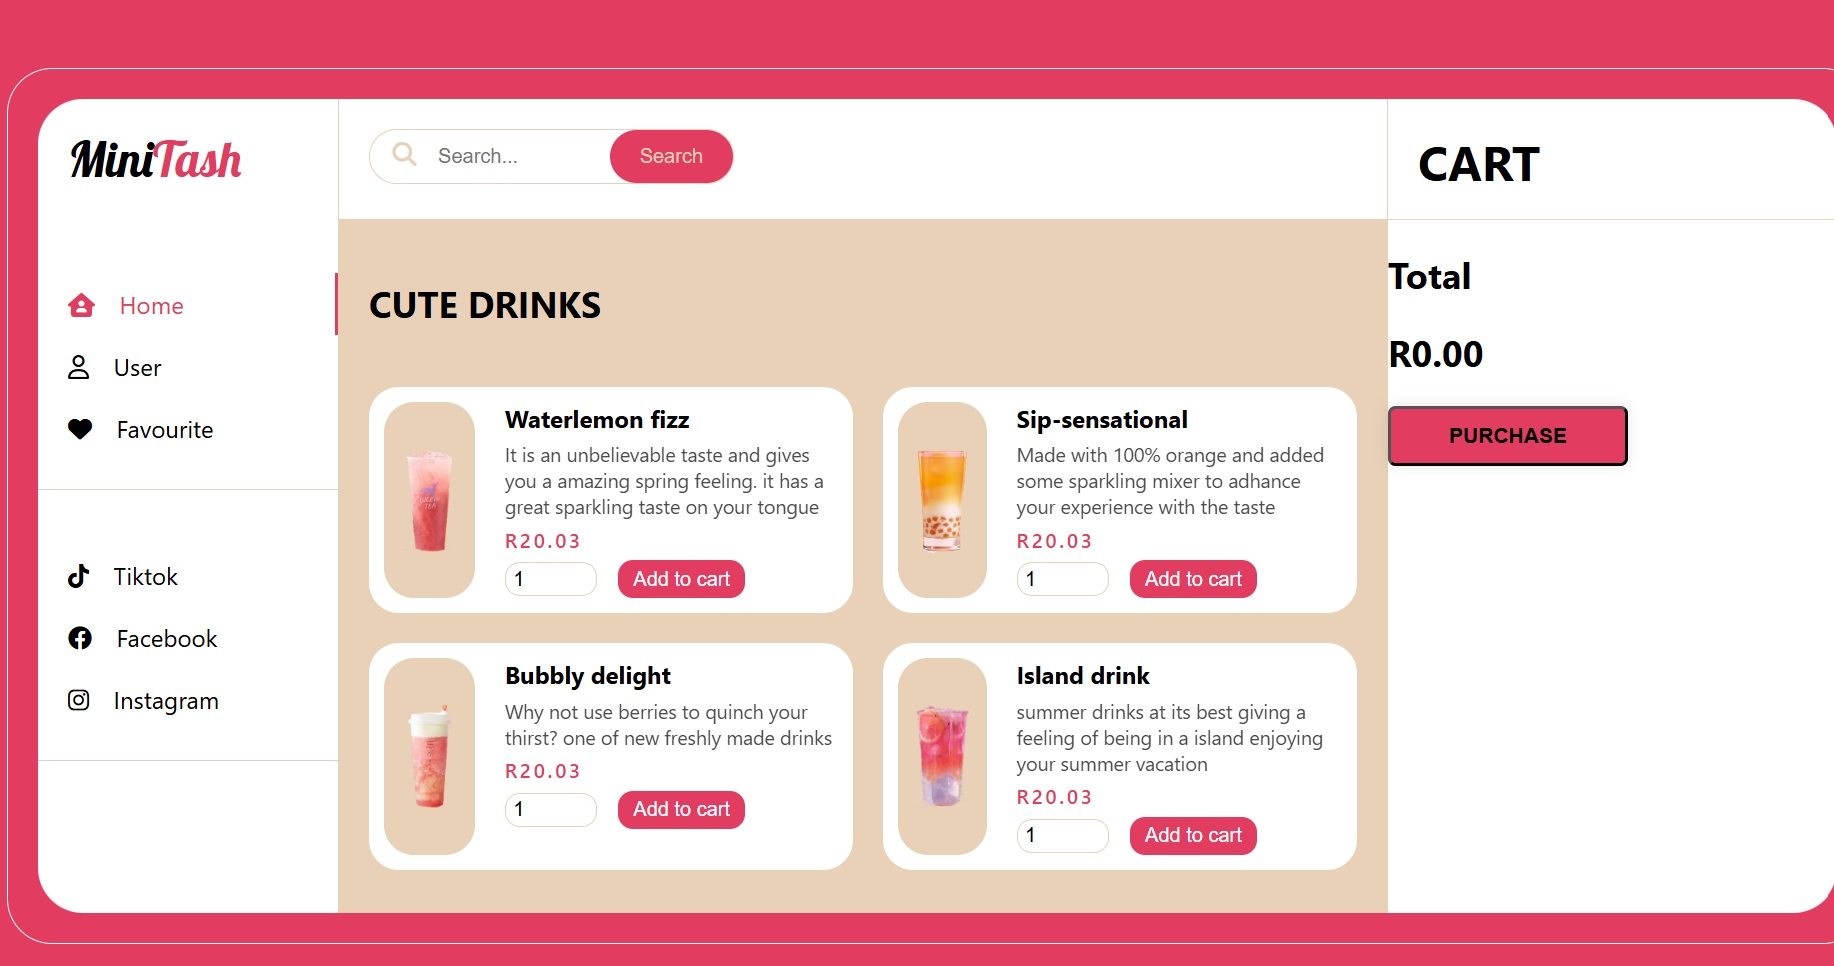 MiniTash
Home
User
Favourite
Tiktok
Facebook
Instagram
Search...
Search
CUTE DRINKS
Waterlemon fizz
It is an unbelievable taste and gives
you a amazing spring feeling. it has a
great sparkling taste on your tongue
R20.03
1
Add to cart
Sip-sensational
Made with 100% orange and added
some sparkling mixer to adhance
your experience with the taste
R20.03
1
Add to cart
Bubbly delight
Why not use berries to quinch your
thirst? one of new freshly made drinks
R20.03
1
Add to cart
Island drink
summer drinks at its best giving a
feeling of being in a island enjoying
your summer vacation
R20.03
1
Add to cart
CART
Total
R0.00
PURCHASE